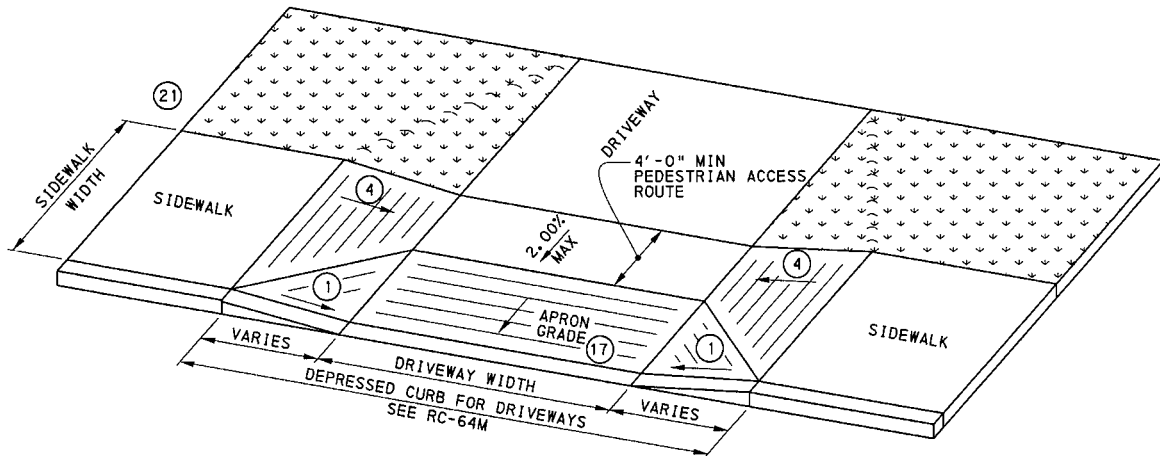 21
SIDEWALK
WIDTH
SIDEWALK
4
1
DRIVEWAY
4'-0" MIN
PEDESTRIAN ACCESS
ROUTE
2.00%
MAX
4
APRON
GRADE
17
1
SIDEWALK
VARIES
DRIVEWAY WIDTH
VARIES
DEPRESSED CURB FOR DRIVEWAYS
SEE RC-64M